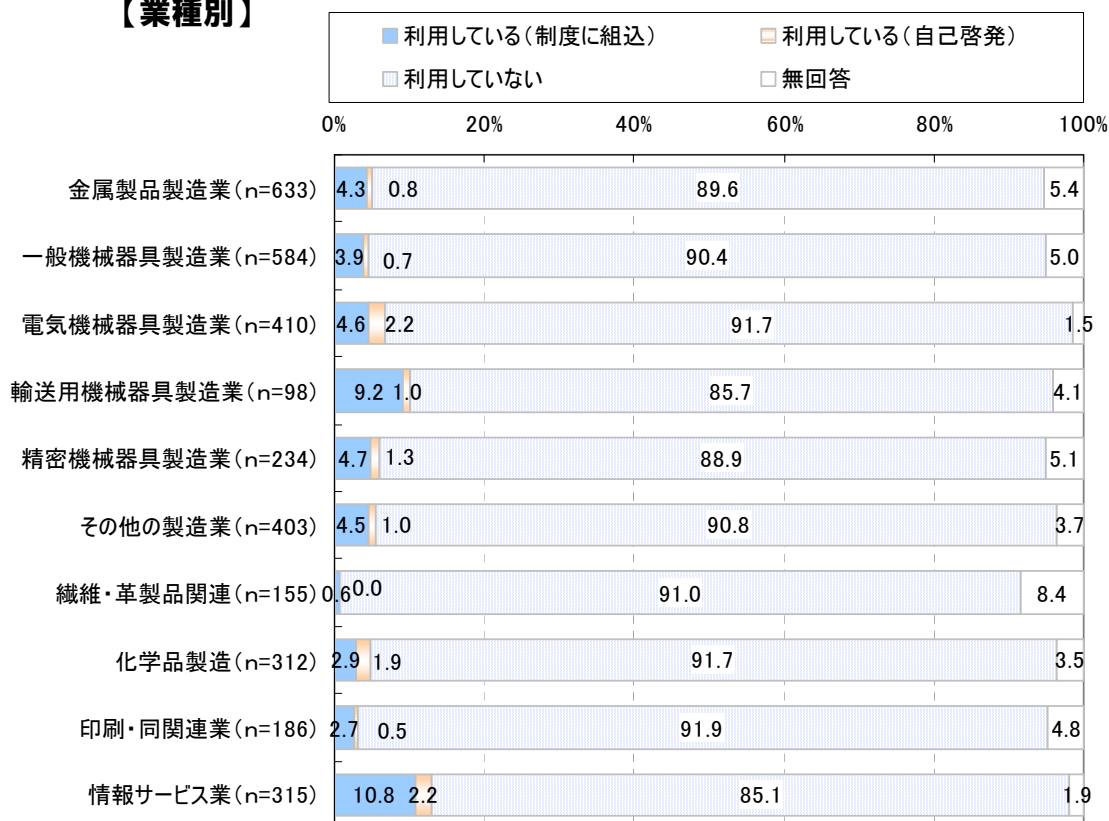 【業種別】
利用している（制度に組込） 利用している（自己啓発）
利用していない 無回答
0% 20% 40% 60% 80% 100%
金属製品製造業（n=633） 4.3 0.8 89.6 5.4
一般機械器具製造業（n=584） 3.9 0.7 90.4 5.0
電気機械器具製造業（n=410） 4.6 2.2 91.7 1.5
輸送用機械器具製造業（n=98） 9.2 1.0 85.7 4.1
精密機械器具製造業（n=234） 4.7 1.3 88.9 5.1
その他の製造業（n=403） 4.5 1.0 90.8 3.7
繊維・革製品関連（n=155） 0.6 0.0 91.0 8.4
化学品製造（n=312） 2.9 1.9 91.7 3.5
印刷・同関連業（n=186） 2.7 0.5 91.9 4.8
情報サービス業（n=315） 10.8 2.2 85.1 1.9